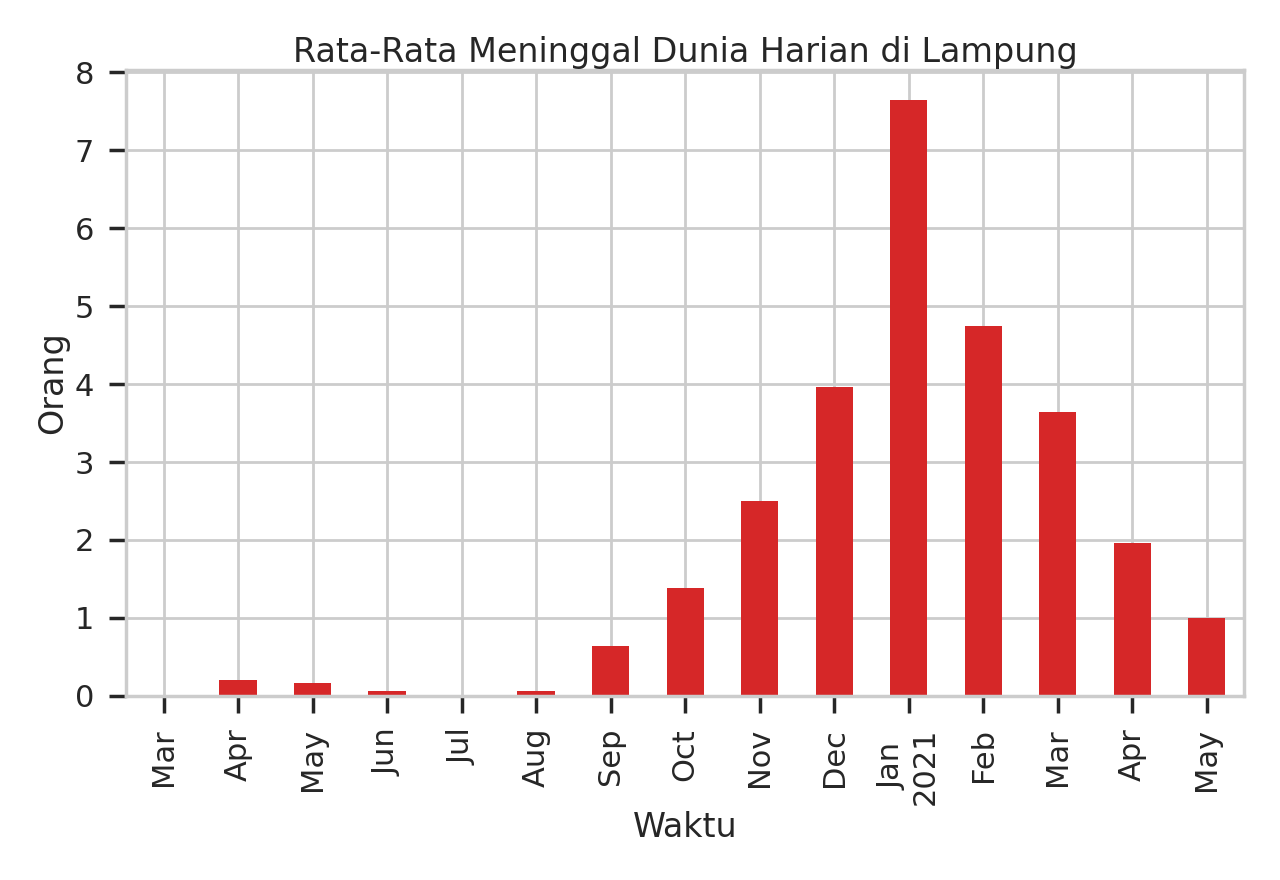 Rata-Rata Meninggal Dunia Harian di Lampung
8
7
6
5
4
3
2
1
0
Orang
Mar
Apr
May
Jun
Jul
Aug
Sep
Oct
Nov
Dec
Jan
2021
Feb
Mar
Apr
May
Waktu